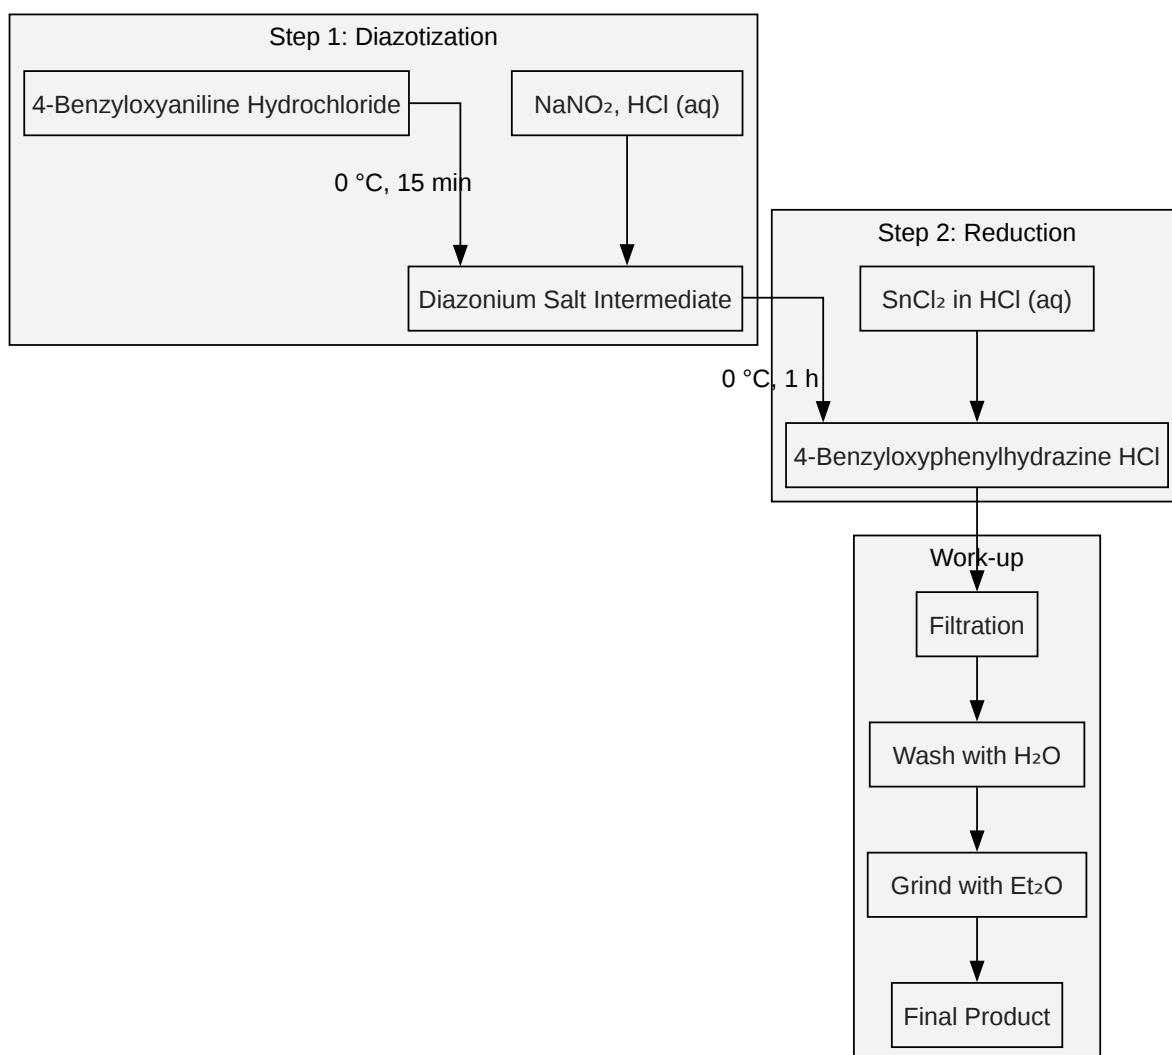 Step 1: Diazotization
4-Benzyloxyaniline Hydrochloride
NaNO₂, HCl (aq)
0 °C, 15 min
Diazonium Salt Intermediate
Step 2: Reduction
SnCl₂ in HCl (aq)
0 °C, 1 h
4-Benzyloxyphenylhydrazine HCl
Work-up
Filtration
Wash with H₂O
Grind with Et₂O
Final Product